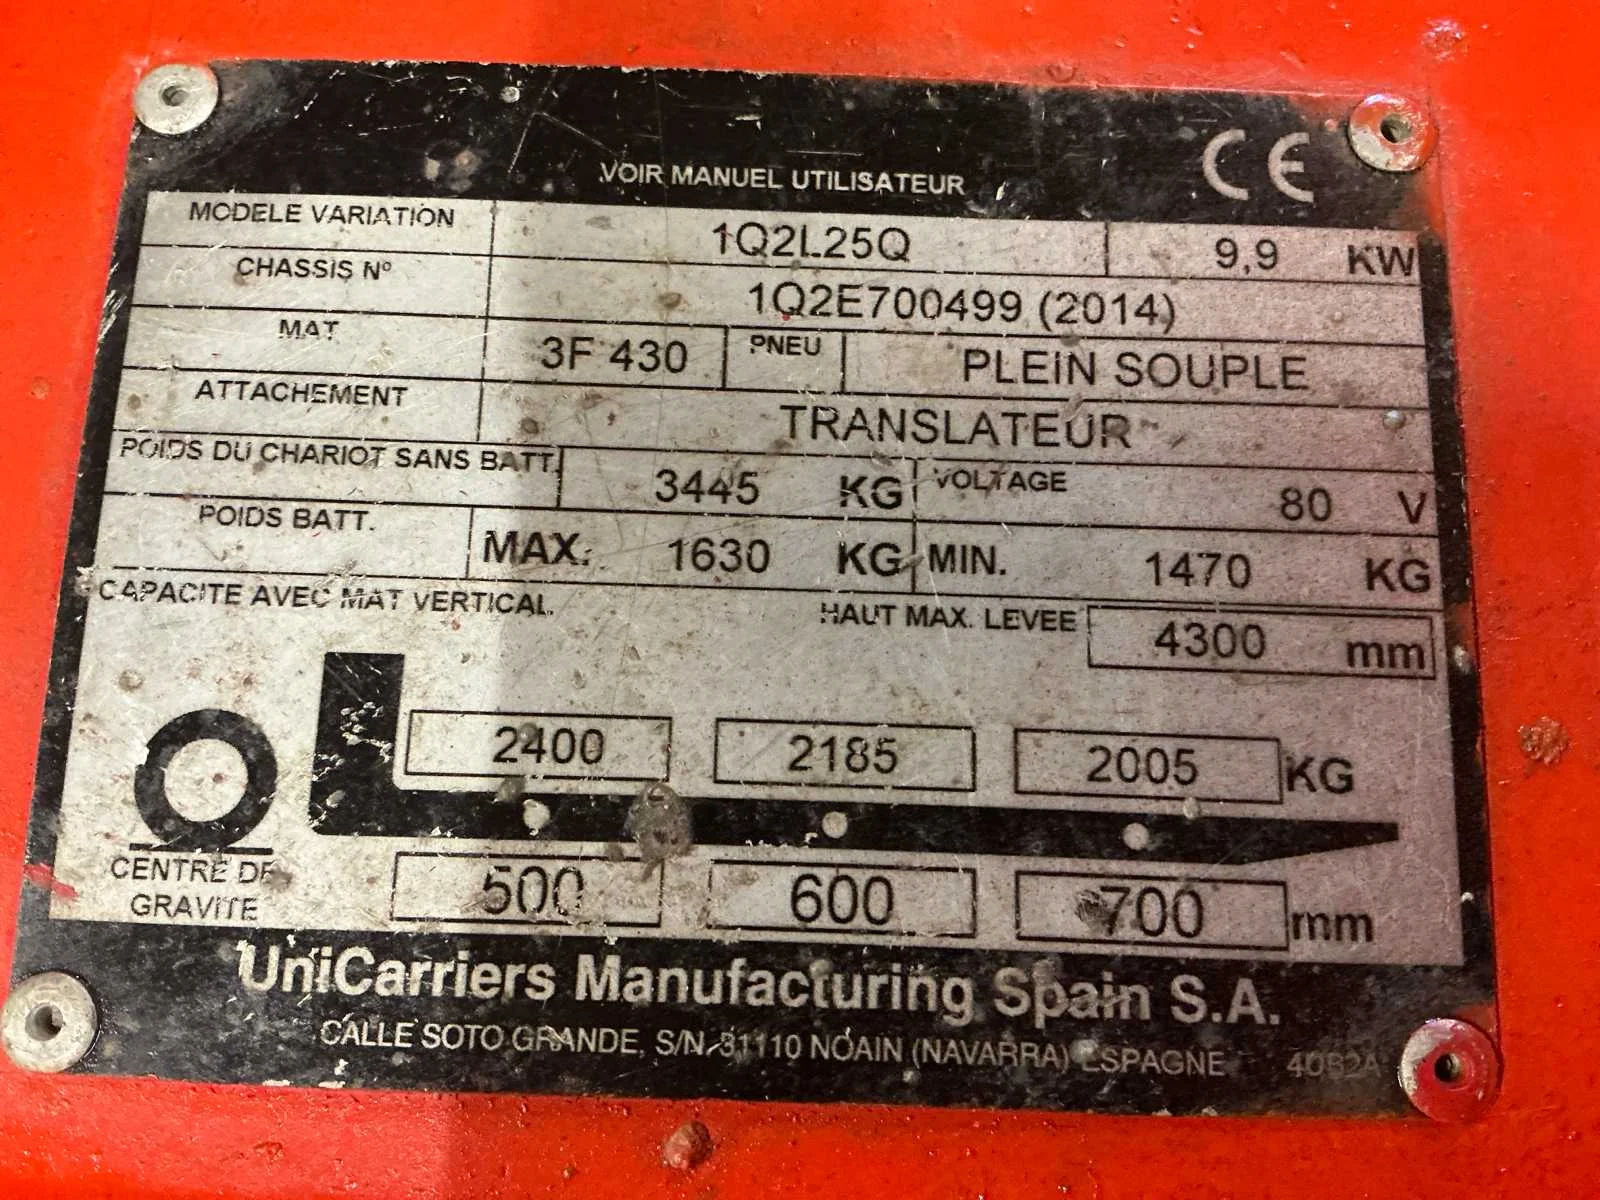 CE
VOIR MANUEL UTILISATEUR
MODELE VARIATION 1Q2L25Q 9,9 KW
CHASSIS Nº 1Q2E700499 (2014)
MAT 3F 430 PNEU PLEIN SOUPLE
ATTACHEMENT TRANSLATEUR
POIDS DU CHARIOT SANS BATT. 3445 KG VOLTAGE 80 V
POIDS BATT. MAX. 1630 KG MIN. 1470 KG
CAPACITE AVEC MAT VERTICAL HAUT MAX. LEVEE 4300 mm
2400 2185 2005 KG
CENTRE DE
GRAVITE
500 600 700 mm
UniCarriers Manufacturing Spain S.A.
CALLE SOTO GRANDE, S/N 31110 NOAIN (NAVARRA) ESPAGNE